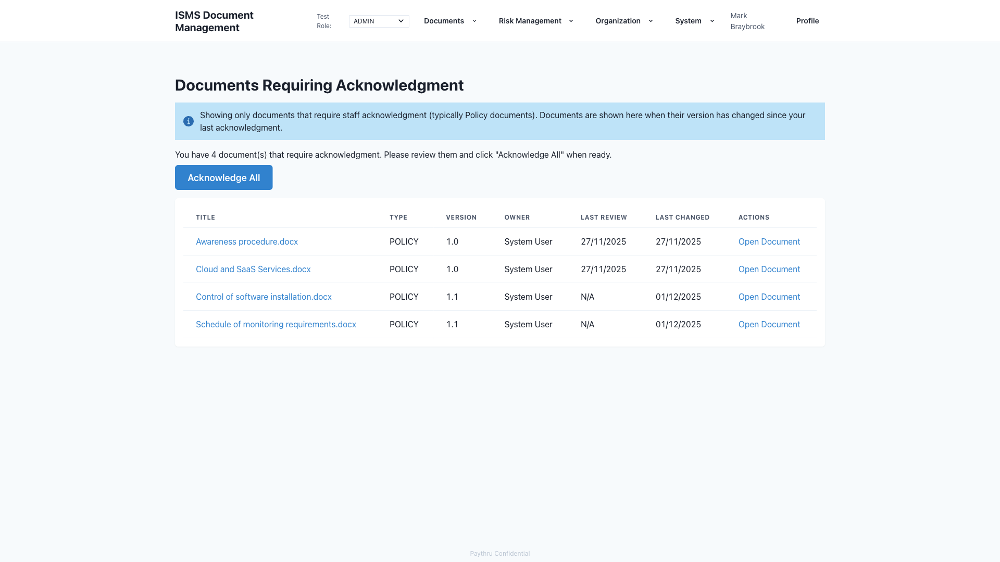 ISMS Document
Management
Test
Role:
ADMIN
Documents
Risk Management
Organization
System
Mark
Braybrook
Profile
Documents Requiring Acknowledgment
Showing only documents that require staff acknowledgment (typically Policy documents). Documents are shown here when their version has changed since your
last acknowledgment.
You have 4 document(s) that require acknowledgment. Please review them and click "Acknowledge All" when ready.
Acknowledge All
TITLE TYPE VERSION OWNER LAST REVIEW LAST CHANGED ACTIONS
Awareness procedure.docx POLICY 1.0 System User 27/11/2025 27/11/2025 Open Document
Cloud and SaaS Services.docx POLICY 1.0 System User 27/11/2025 27/11/2025 Open Document
Control of software installation.docx POLICY 1.1 System User N/A 01/12/2025 Open Document
Schedule of monitoring requirements.docx POLICY 1.1 System User N/A 01/12/2025 Open Document
Paythru Confidential